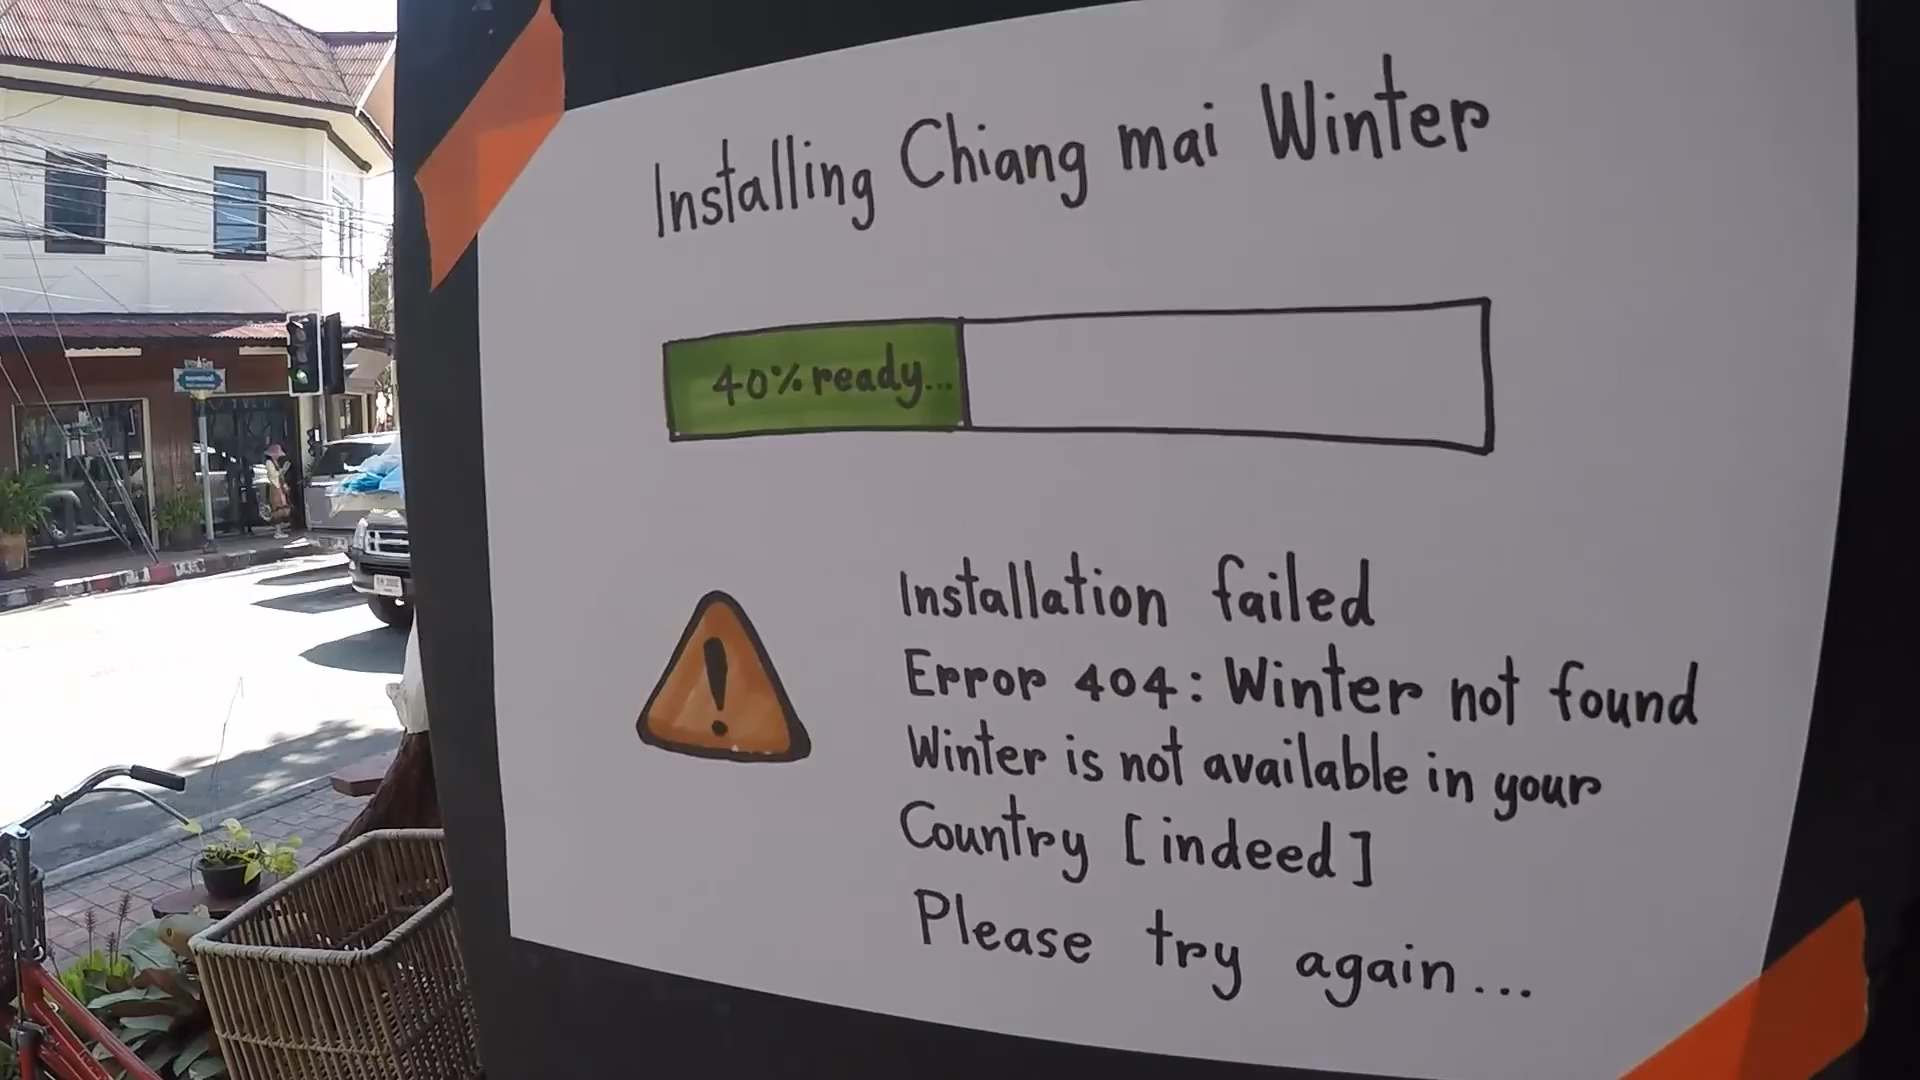 Installing Chiang mai Winter
40% ready...
Installation failed
Error 404: Winter not found
Winter is not available in your
Country [indeed]
Please try again...